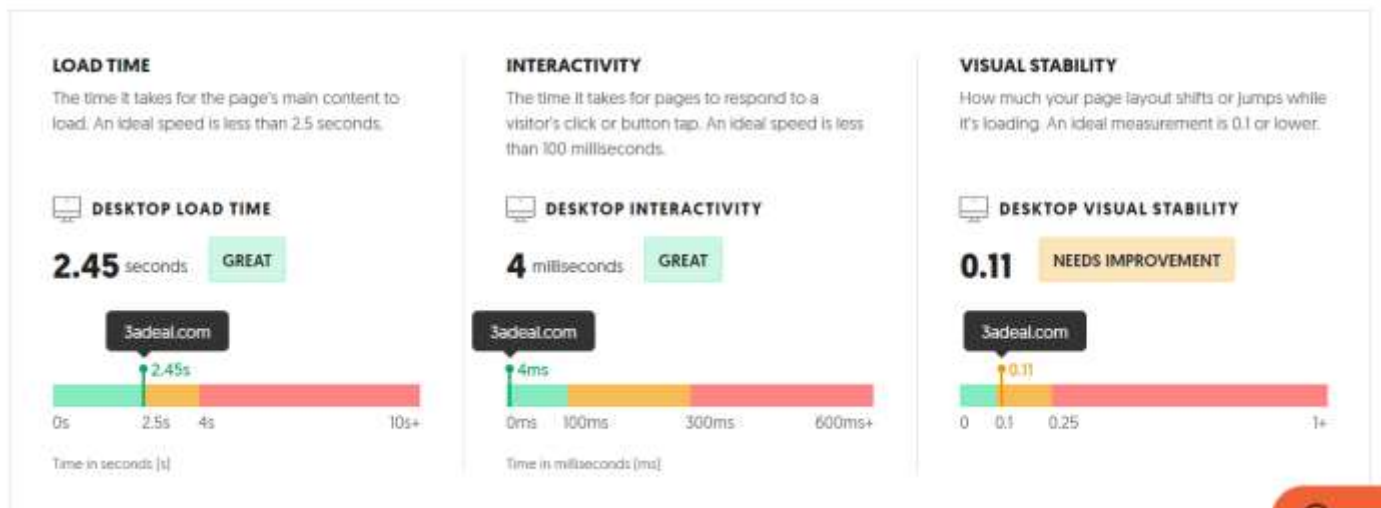 LOAD TIME
The time it takes for the page's main content to
load. An ideal speed is less than 2.5 seconds.
DESKTOP LOAD TIME
2.45 seconds GREAT
3adeal.com
2.45s
0s 2.5s 4s 10s+
Time in seconds [s]
INTERACTIVITY
The time it takes for pages to respond to a
visitor's click or button tap. An ideal speed is less
than 100 milliseconds.
DESKTOP INTERACTIVITY
4 milliseconds GREAT
3adeal.com
4ms
0ms 100ms 300ms 600ms+
Time in milliseconds [ms]
VISUAL STABILITY
How much your page layout shifts or jumps while
it's loading. An ideal measurement is 0.1 or lower.
DESKTOP VISUAL STABILITY
0.11 NEEDS IMPROVEMENT
3adeal.com
0.11
0 0.1 0.25 1+